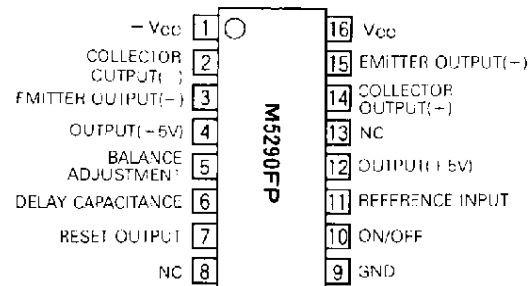 -Vcc 1
COLLECTOR
OUTPUT(-) 2
EMITTER OUTPUT(-) 3
OUTPUT(-5V) 4
BALANCE
ADJUSTMENT 5
DELAY CAPACITANCE 6
RESET OUTPUT 7
NC 8
M5290FP
16 Vcc
15 EMITTER OUTPUT(+)
14 COLLECTOR
OUTPUT(+)
13 NC
12 OUTPUT(+5V)
11 REFERENCE INPUT
10 ON/OFF
9 GND